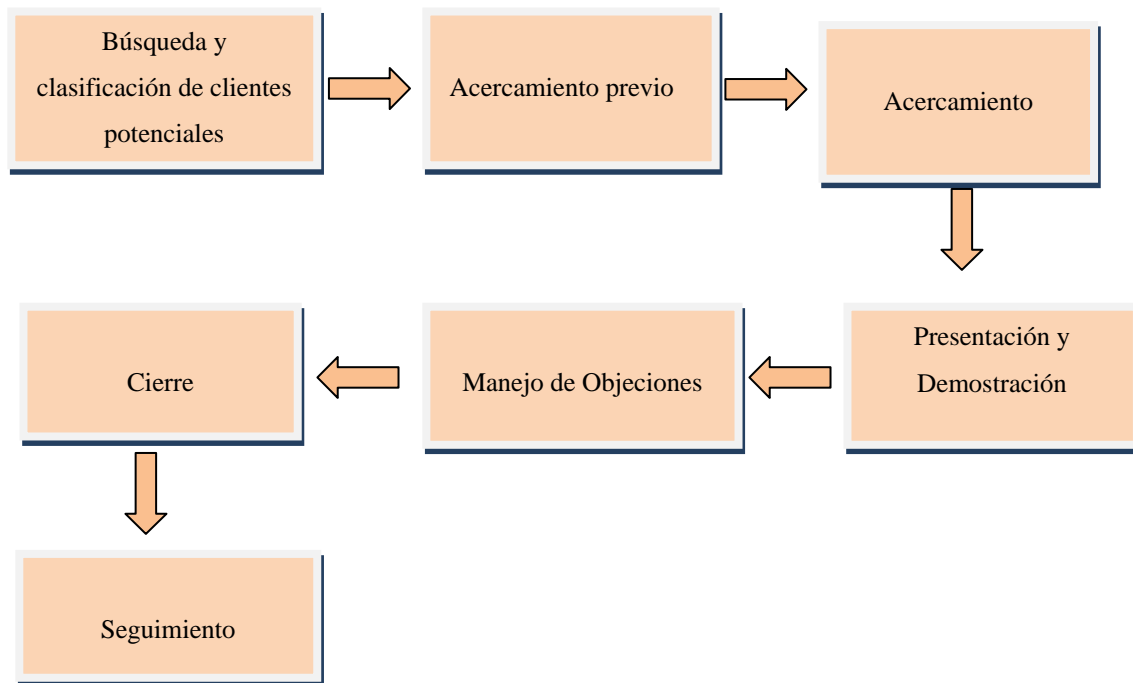 Búsqueda y
clasificación de clientes
potenciales
Acercamiento previo
Acercamiento
Presentación y
Demostración
Manejo de Objeciones
Cierre
Seguimiento